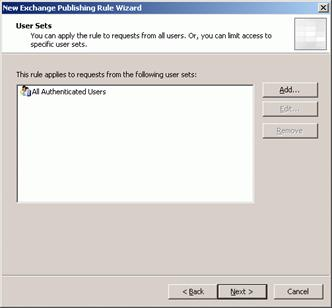 New Exchange Publishing Rule Wizard
User Sets
You can apply the rule to requests from all users. Or, you can limit access to
specific user sets.
This rule applies to requests from the following user sets:
All Authenticated Users
Add...
Edit...
Remove
< Back
Next >
Cancel